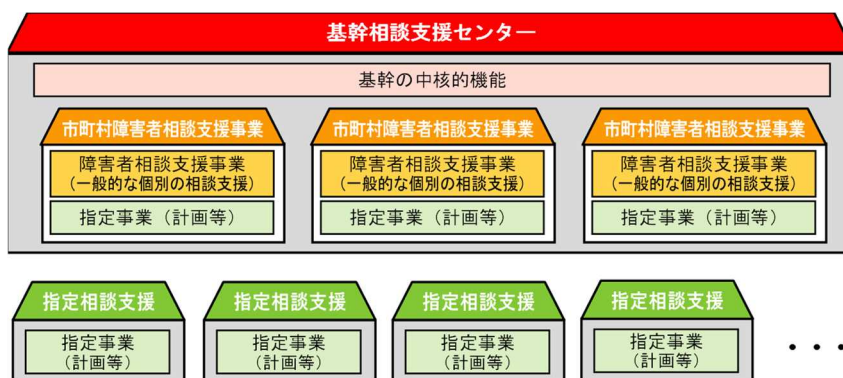 基幹相談支援センター
基幹の中核的機能
市町村障害者相談支援事業 市町村障害者相談支援事業 市町村障害者相談支援事業
障害者相談支援事業 障害者相談支援事業 障害者相談支援事業
(一般的な個別の相談支援) (一般的な個別の相談支援) (一般的な個別の相談支援)
指定事業（計画等） 指定事業（計画等） 指定事業（計画等）
指定相談支援 指定相談支援 指定相談支援 指定相談支援
指定事業 指定事業 指定事業 指定事業
(計画等) (計画等) (計画等) (計画等)
・・・